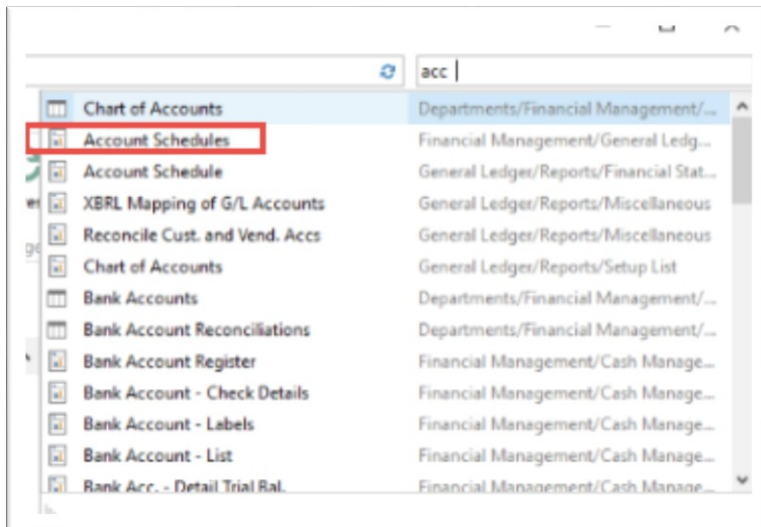 acc
Chart of Accounts Departments/Financial Management/...
Account Schedules Financial Management/General Ledg...
Account Schedule General Ledger/Reports/Financial Stat...
XBRL Mapping of G/L Accounts General Ledger/Reports/Miscellaneous
Reconcile Cust. and Vend. Accs General Ledger/Reports/Miscellaneous
Chart of Accounts General Ledger/Reports/Setup List
Bank Accounts Departments/Financial Management/...
Bank Account Reconciliations Departments/Financial Management/...
Bank Account Register Financial Management/Cash Manage...
Bank Account - Check Details Financial Management/Cash Manage...
Bank Account - Labels Financial Management/Cash Manage...
Bank Account - List Financial Management/Cash Manage...
Bank Acc. - Detail Trial Bal. Financial Management/Cash Manage...